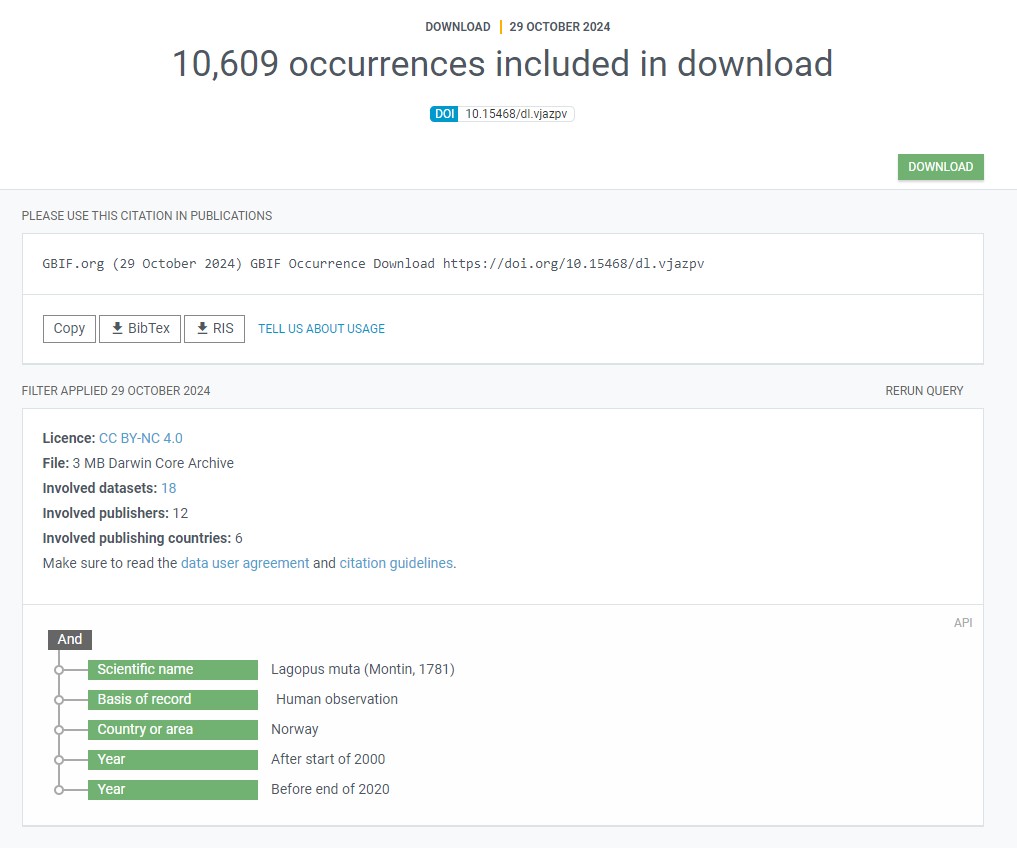 DOWNLOAD | 29 OCTOBER 2024
10,609 occurrences included in download
DOI 10.15468/dl.vjazpv
DOWNLOAD
PLEASE USE THIS CITATION IN PUBLICATIONS
GBIF.org (29 October 2024) GBIF Occurrence Download https://doi.org/10.15468/dl.vjazpv
Copy BibTex RIS TELL US ABOUT USAGE
FILTER APPLIED 29 OCTOBER 2024 RERUN QUERY
Licence: CC BY-NC 4.0
File: 3 MB Darwin Core Archive
Involved datasets: 18
Involved publishers: 12
Involved publishing countries: 6
Make sure to read the data user agreement and citation guidelines.
API
And
Scientific name Lagopus muta (Montin, 1781)
Basis of record Human observation
Country or area Norway
Year After start of 2000
Year Before end of 2020